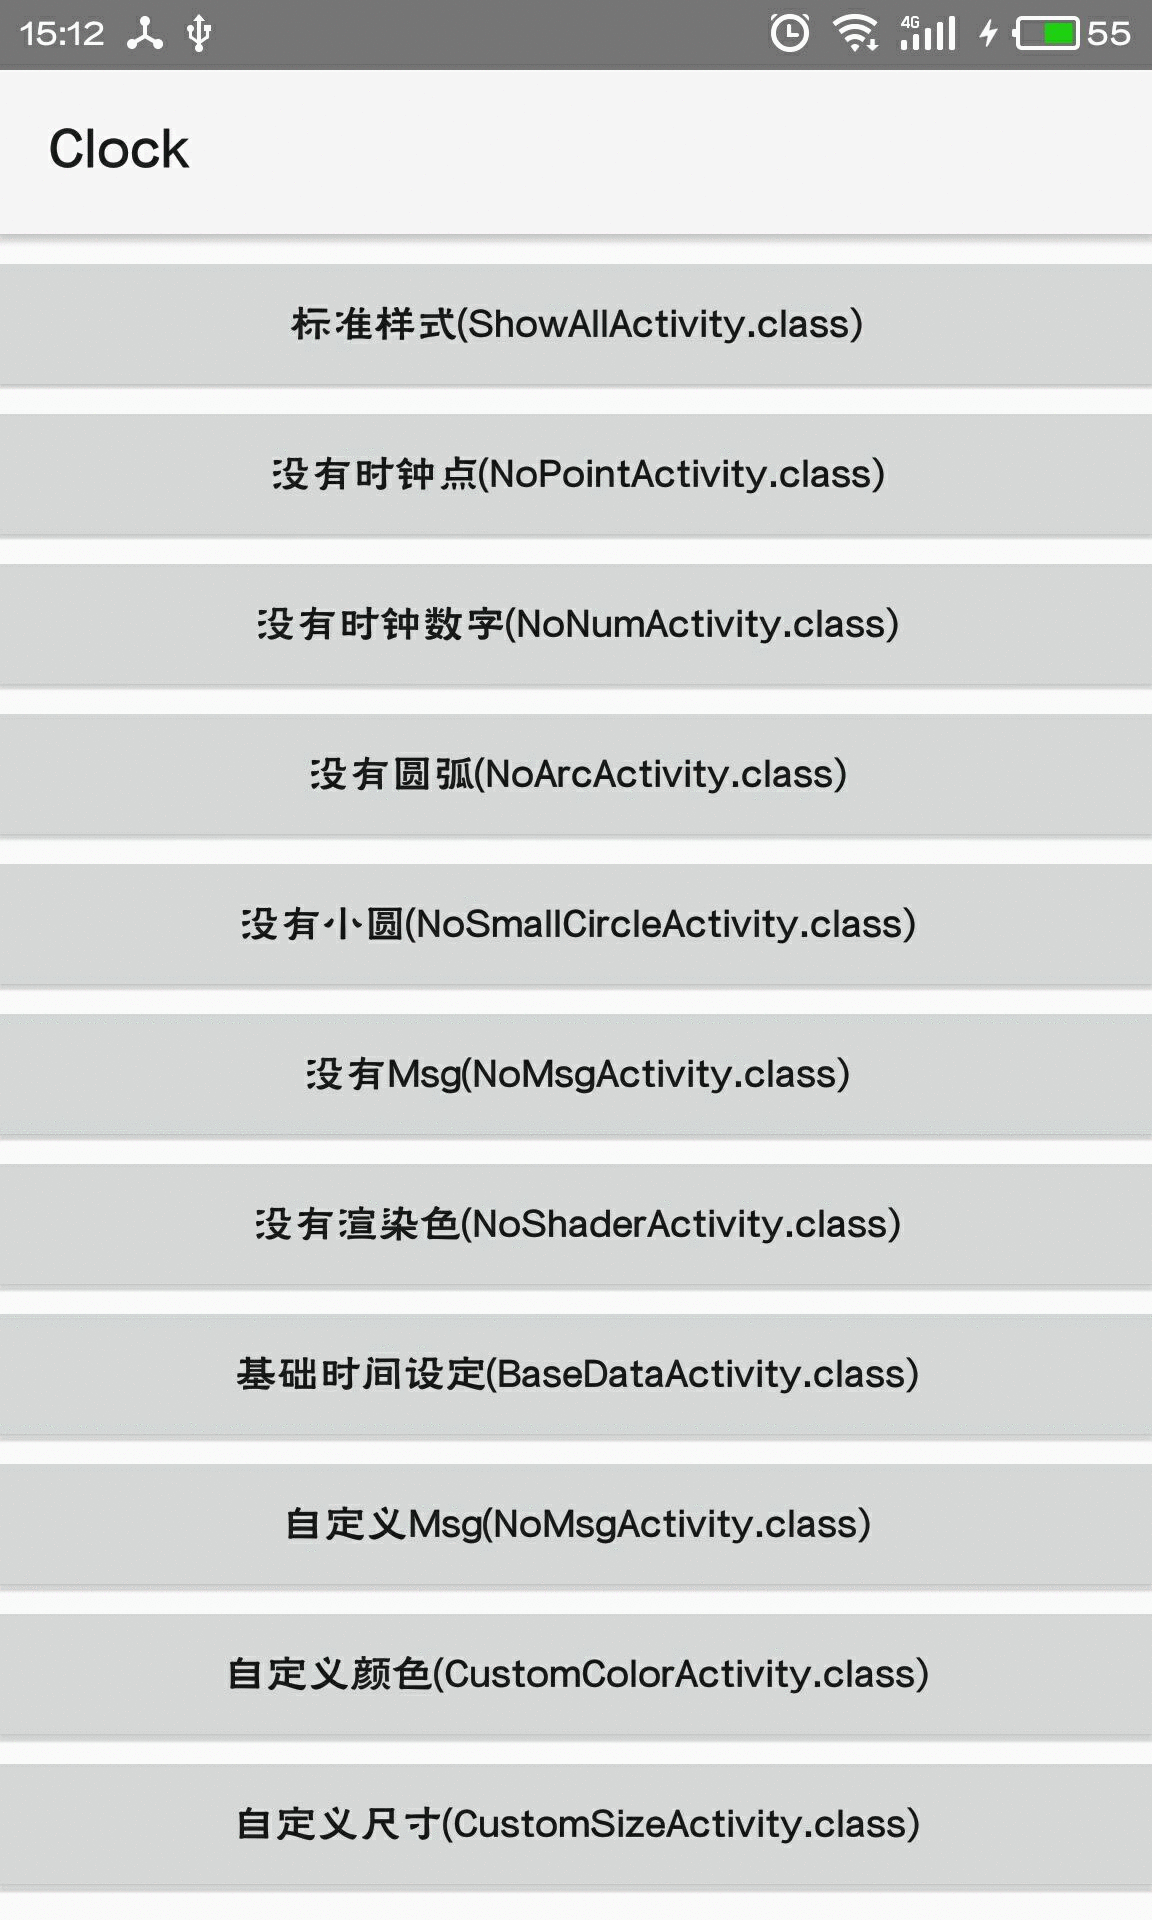 15:12 4G 55
Clock
标准样式(ShowAllActivity.class)
没有时钟点(NoPointActivity.class)
没有时钟数字(NoNumActivity.class)
没有圆弧(NoArcActivity.class)
没有小圆(NoSmallCircleActivity.class)
没有Msg(NoMsgActivity.class)
没有渲染色(NoShaderActivity.class)
基础时间设定(BaseDataActivity.class)
自定义Msg(NoMsgActivity.class)
自定义颜色(CustomColorActivity.class)
自定义尺寸(CustomSizeActivity.class)